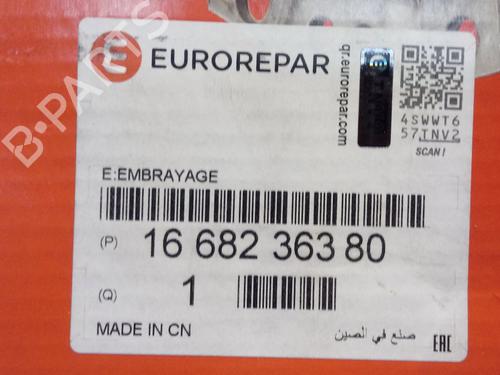 EUROREPAR
qr.eurorepar.com
4SWWT6
57TNV2
SCAN!
E:EMBRAYAGE
(P) 16 682 363 80
(Q) 1
MADE IN CN
صنع في الصين
EAC
B-PARTS